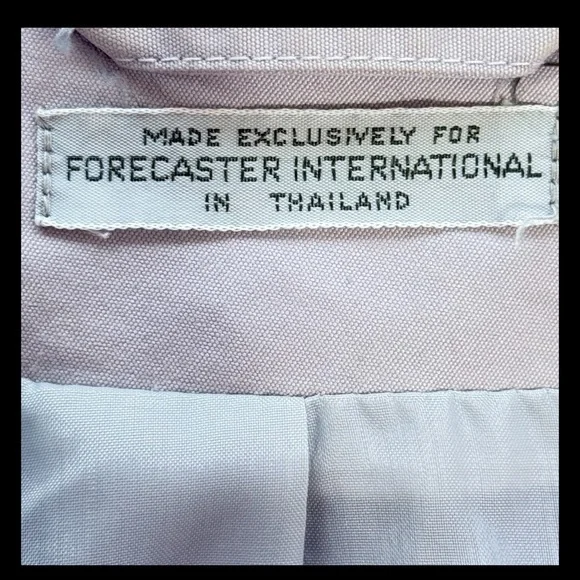 MADE EXCLUSIVELY FOR
FORECASTER INTERNATIONAL
IN THAILAND